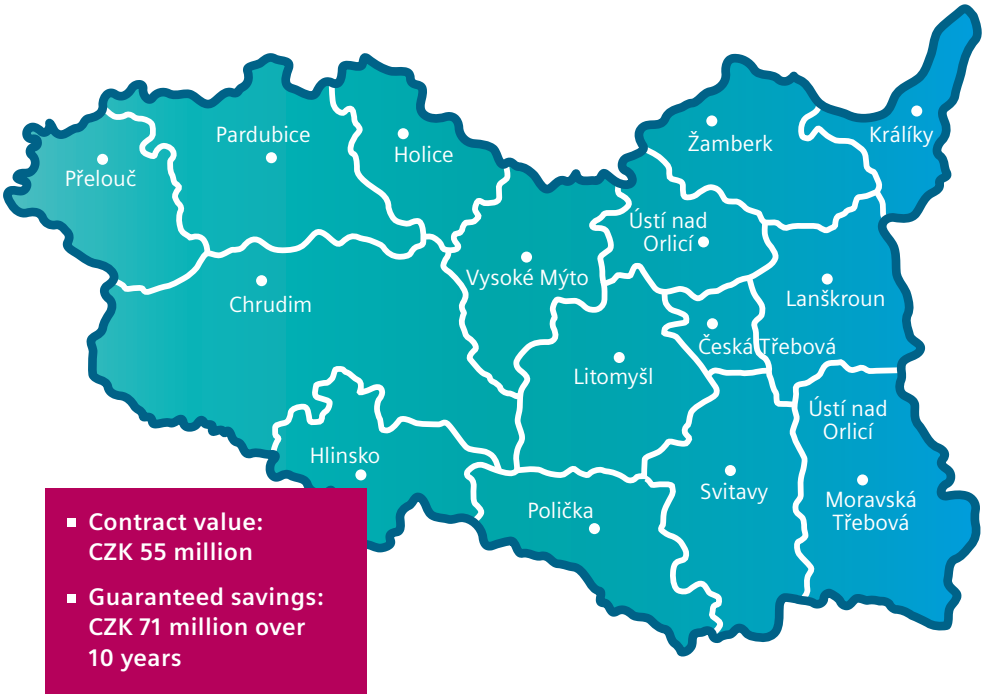 Pardubice
Holice
Přelouč
Žamberk
Králíky
Ústí nad
Orlicí
Vysoké Mýto
Chrudim
Lanškroun
Česká Třebová
Litomyšl
Ústí nad
Orlicí
Hlinsko
Svitavy
Polička
Moravská
Třebová
Contract value:
CZK 55 million
Guaranteed savings:
CZK 71 million over
10 years